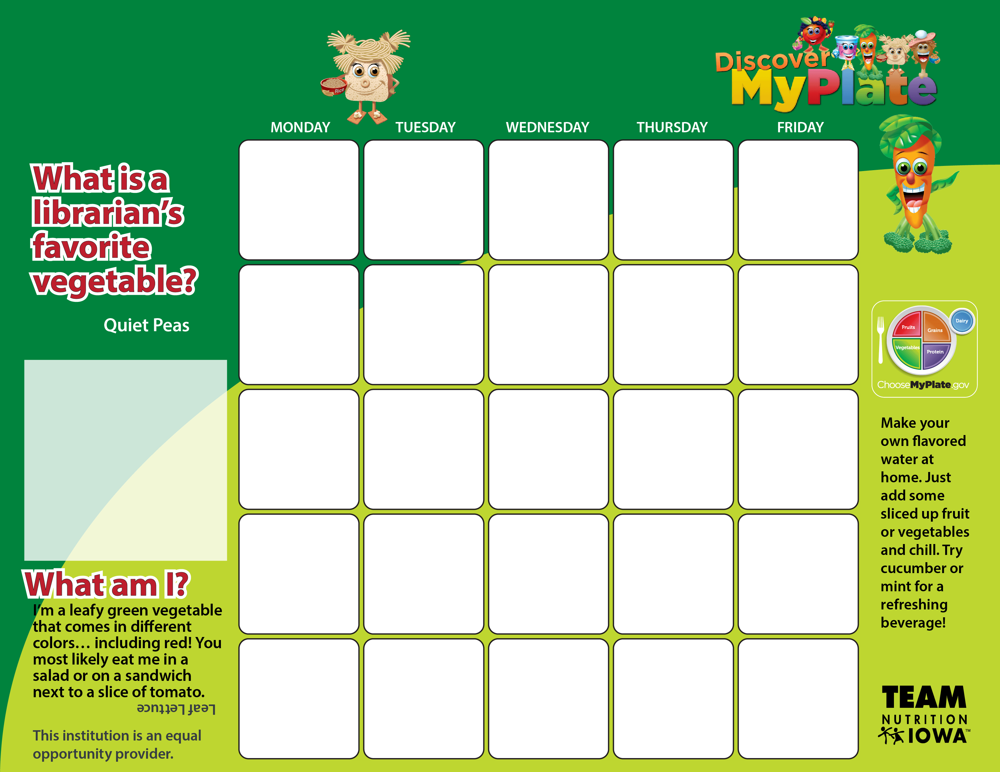 Discover
MyPlate
Rice
MONDAY
TUESDAY
WEDNESDAY
THURSDAY
FRIDAY
What is a
librarian’s
favorite
vegetable?
Quiet Peas
What am I?
I’m a leafy green vegetable
that comes in different
colors… including red! You
most likely eat me in a
salad or on a sandwich
next to a slice of tomato.
Leaf Lettuce
This institution is an equal
opportunity provider.
Fruits
Grains
Dairy
Vegetables
Protein
ChooseMyPlate.gov
Make your
own flavored
water at
home. Just
add some
sliced up fruit
or vegetables
and chill. Try
cucumber or
mint for a
refreshing
beverage!
TEAM
NUTRITION
IOWA™